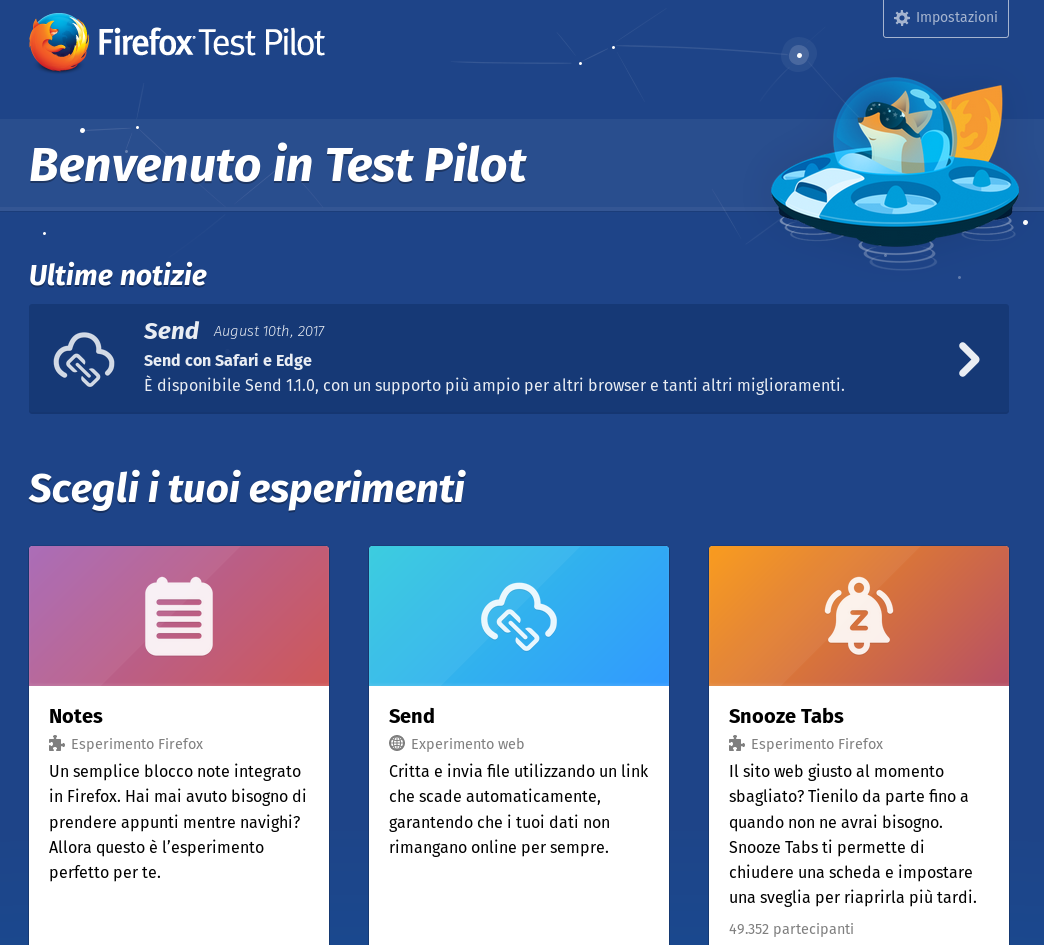 Firefox Test Pilot
Impostazioni
Benvenuto in Test Pilot
Ultime notizie
Send August 10th, 2017
Send con Safari e Edge
È disponibile Send 1.1.0, con un supporto più ampio per altri browser e tanti altri miglioramenti.
Scegli i tuoi esperimenti
Notes
Esperimento Firefox
Un semplice blocco note integrato
in Firefox. Hai mai avuto bisogno di
prendere appunti mentre navighi?
Allora questo è l’esperimento
perfetto per te.
Send
Experimento web
Critta e invia file utilizzando un link
che scade automaticamente,
garantendo che i tuoi dati non
rimangano online per sempre.
Z
Snooze Tabs
Esperimento Firefox
Il sito web giusto al momento
sbagliato? Tienilo da parte fino a
quando non ne avrai bisogno.
Snooze Tabs ti permette di
chiudere una scheda e impostare
una sveglia per riaprirla più tardi.
49.352 partecipanti